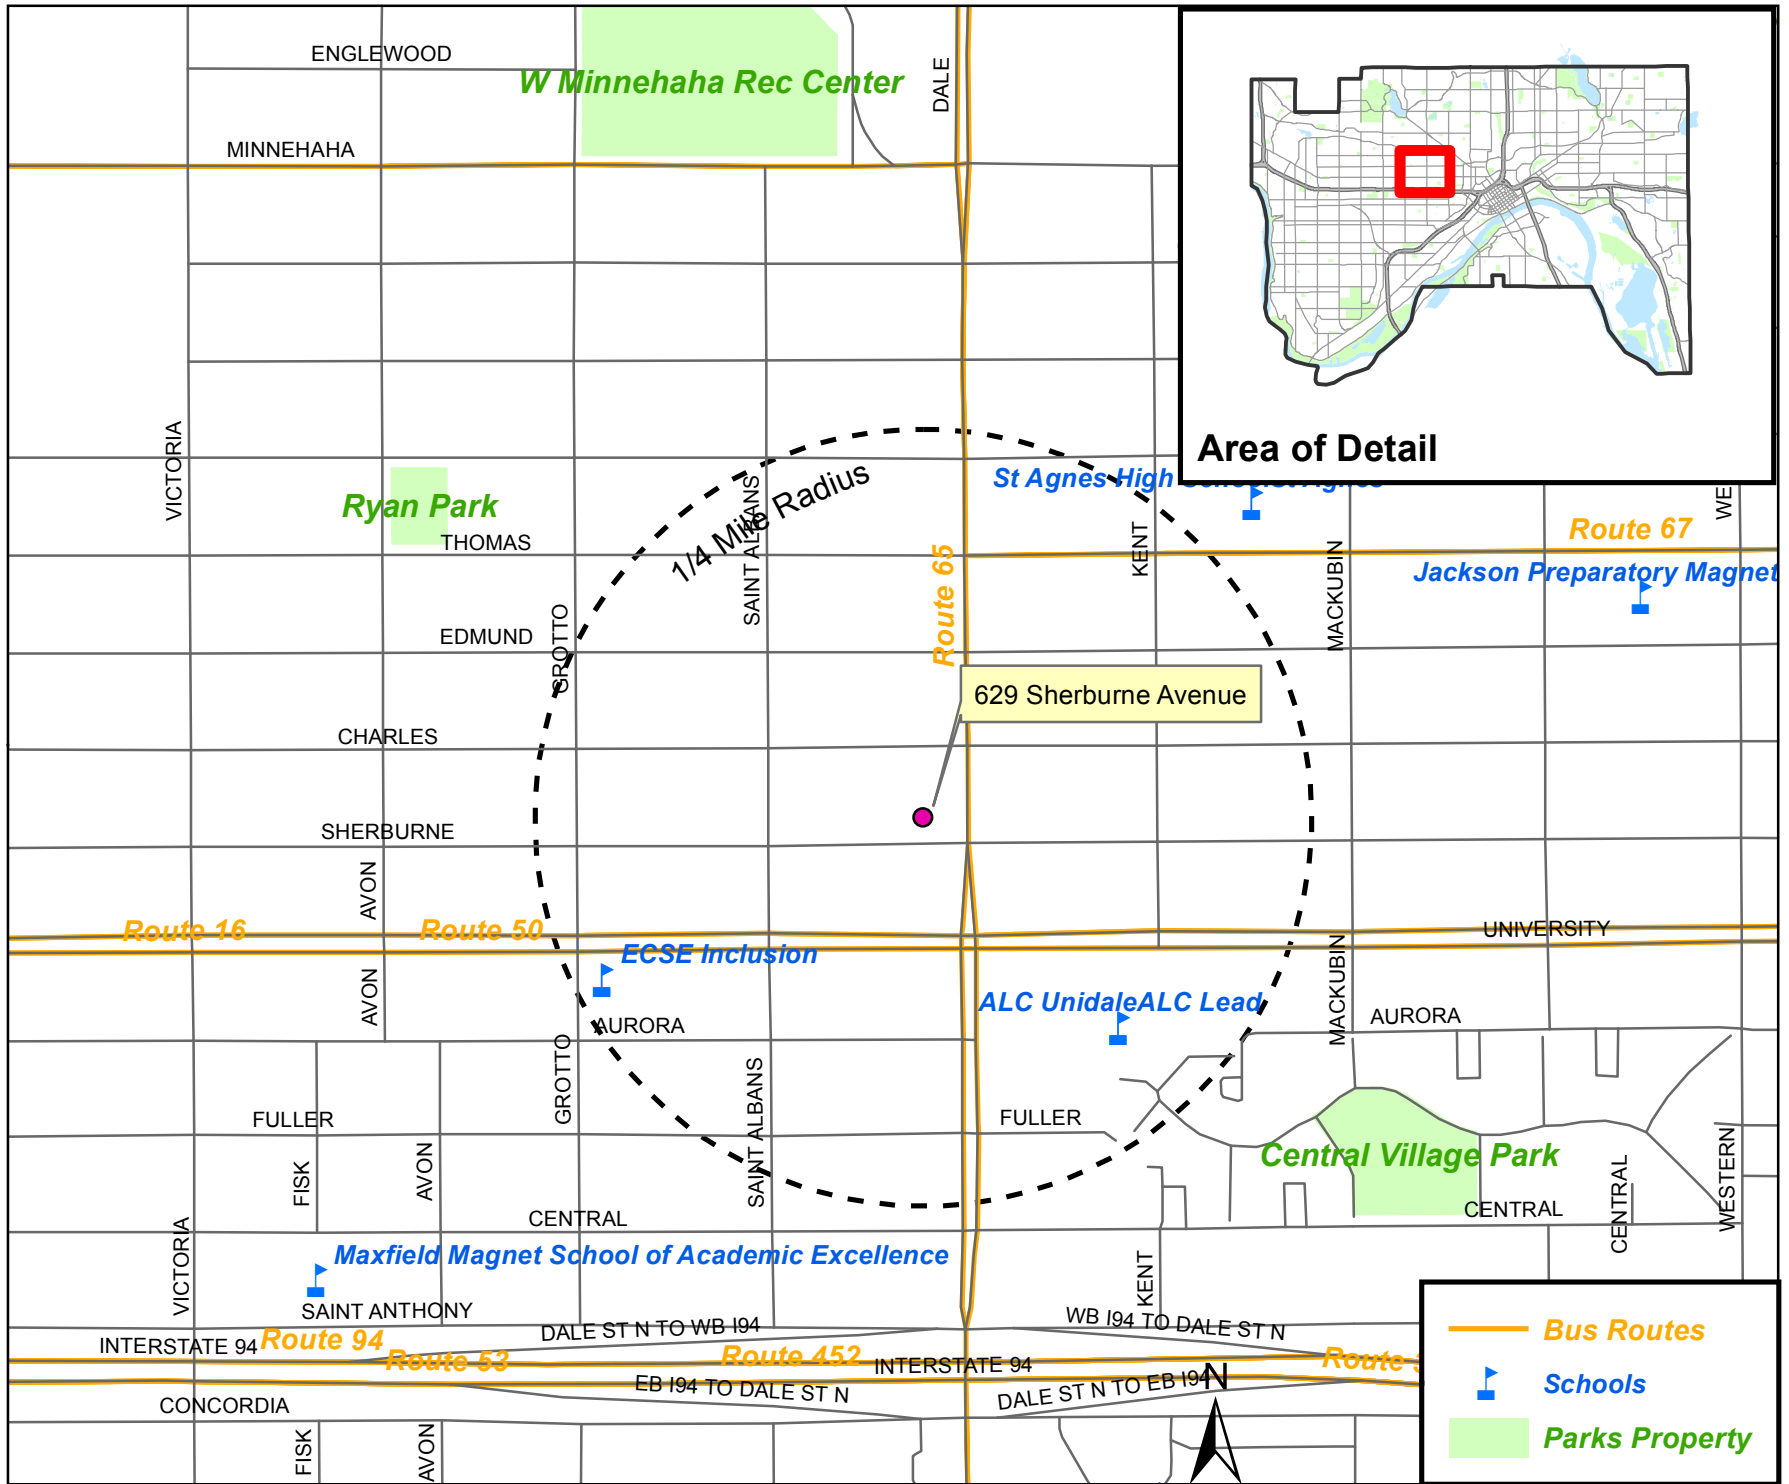 ENGLEWOOD
W Minnehaha Rec Center
DALE
MINNEHAHA
Area of Detail
VICTORIA
Ryan Park
THOMAS
1/4 Mile Radius
SAINT ALBANS
St Agnes High
KENT
Route 67
Jackson Preparatory Magnet
MACKUBIN
Route 65
EDMUND
GROTTO
629 Sherburne Avenue
CHARLES
SHERBURNE
AVON
Route 16
Route 50
UNIVERSITY
ECSE Inclusion
AVON
ALC UnidaleALC Lead
MACKUBIN
AURORA
AURORA
GROTTO
SAINT ALBANS
FULLER
FULLER
Central Village Park
FISK
AVON
CENTRAL
CENTRAL
CENTRAL
WESTERN
VICTORIA
Maxfield Magnet School of Academic Excellence
KENT
SAINT ANTHONY
DALE ST N TO WB I94
WB I94 TO DALE ST N
INTERSTATE 94
Route 94
Route 53
Route 452
INTERSTATE 94
Route
EB I94 TO DALE ST N
DALE ST N TO EB I94
N
CONCORDIA
FISK
AVON
Bus Routes
Schools
Parks Property